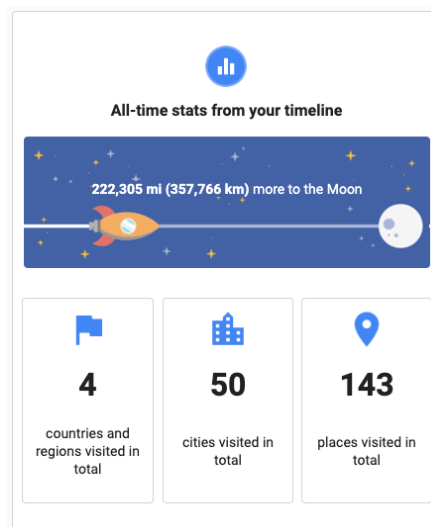 All-time stats from your timeline
222,305 mi (357,766 km) more to the Moon
4
countries and
regions visited in
total
50
cities visited in
total
143
places visited in
total